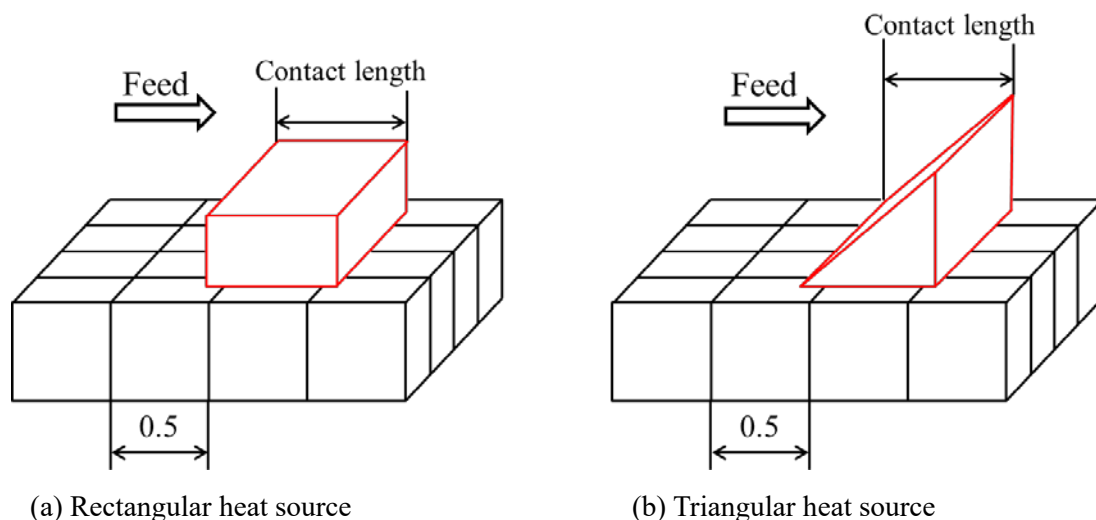 Contact length
Feed
0.5
(a) Rectangular heat source
Contact length
Feed
0.5
(b) Triangular heat source